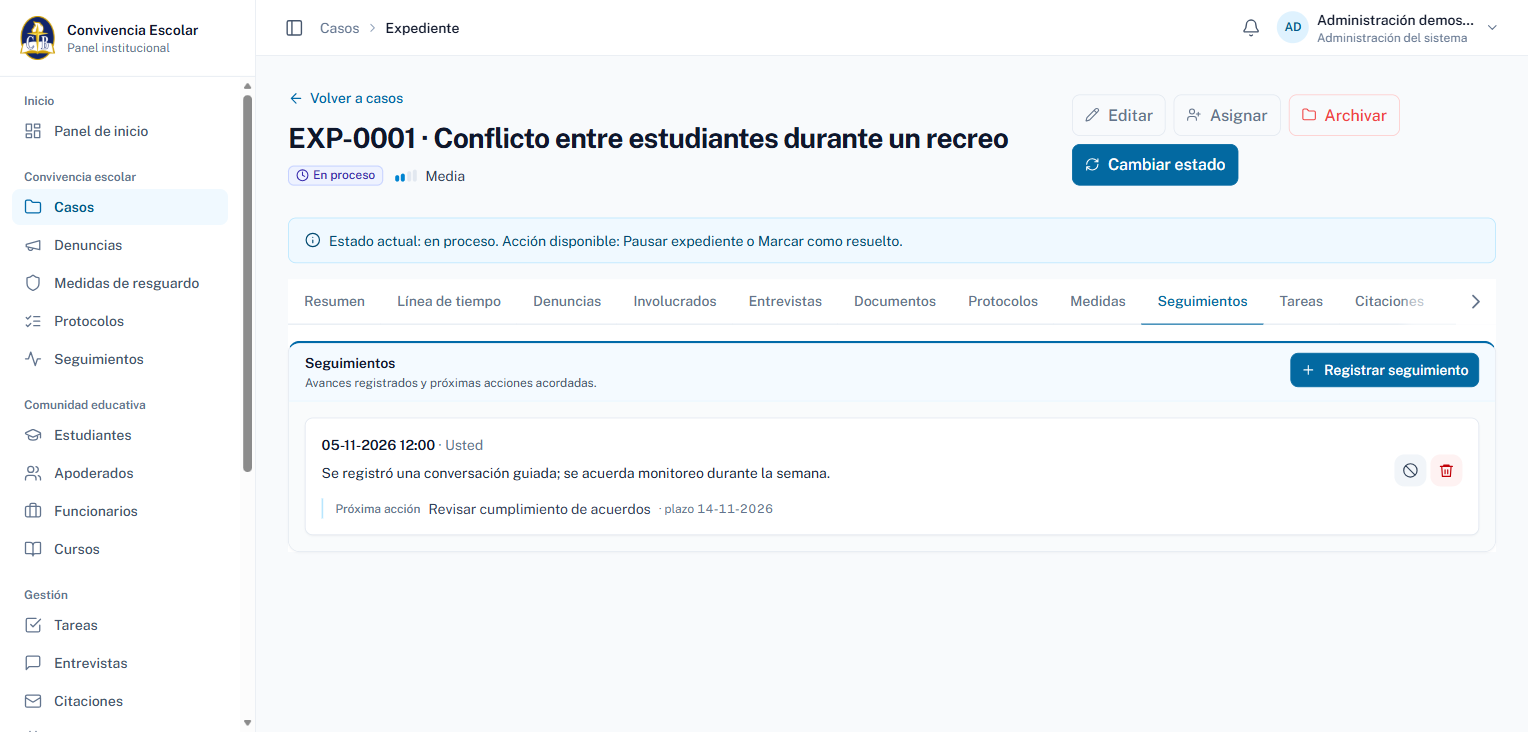 Convivencia Escolar
Panel institucional
Inicio
Panel de inicio
Convivencia escolar
Casos
Denuncias
Medidas de resguardo
Protocolos
Seguimientos
Comunidad educativa
Estudiantes
Apoderados
Funcionarios
Cursos
Gestión
Tareas
Entrevistas
Citaciones
Casos > Expediente
AD
Administración demos...
Administración del sistema
← Volver a casos
EXP-0001 · Conflicto entre estudiantes durante un recreo
En proceso Media
Editar
Asignar
Archivar
Cambiar estado
Estado actual: en proceso. Acción disponible: Pausar expediente o Marcar como resuelto.
Resumen Línea de tiempo Denuncias Involucrados Entrevistas Documentos Protocolos Medidas Seguimientos Tareas Citaciones
Seguimientos
Avances registrados y próximas acciones acordadas.
+ Registrar seguimiento
05-11-2026 12:00 · Usted
Se registró una conversación guiada; se acuerda monitoreo durante la semana.
Próxima acción Revisar cumplimiento de acuerdos · plazo 14-11-2026